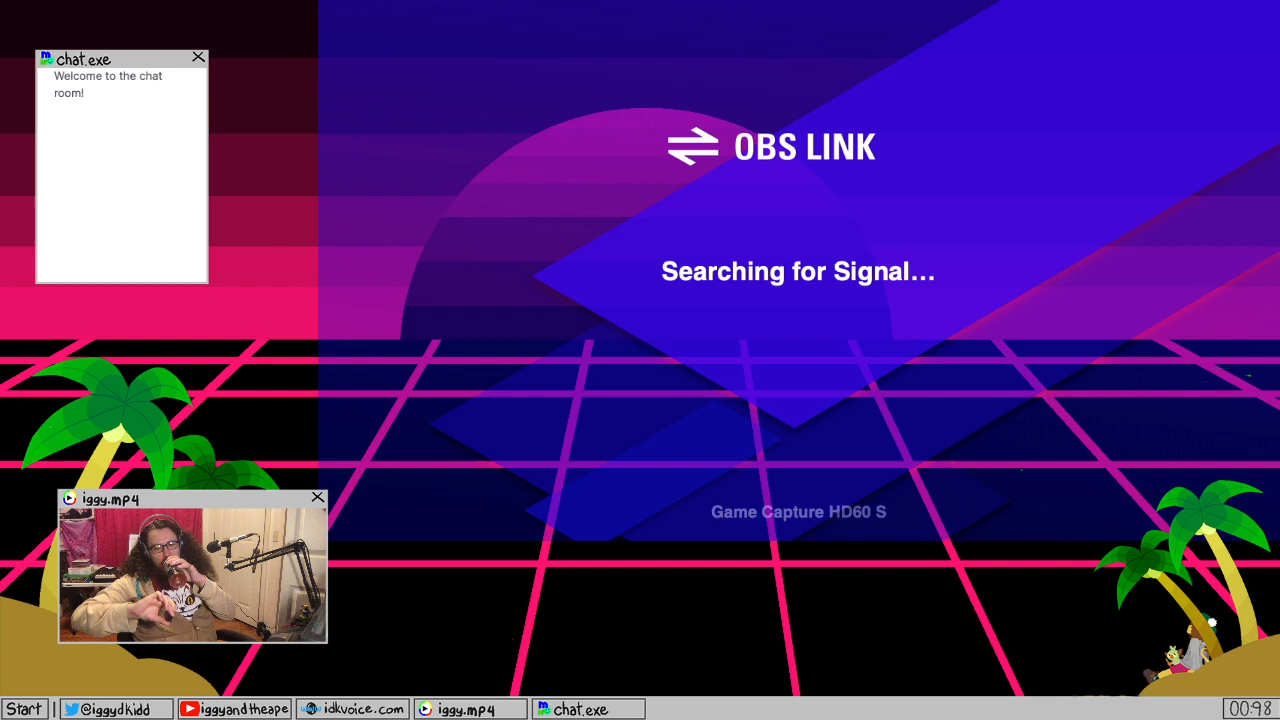 chat.exe
Welcome to the chat
room!
OBS LINK
Searching for Signal...
Game Capture HD60 S
iggy.mp4
Start | @iggydkidd iggyandtheape www idkvoice.com iggy.mp4 chat.exe 00:98